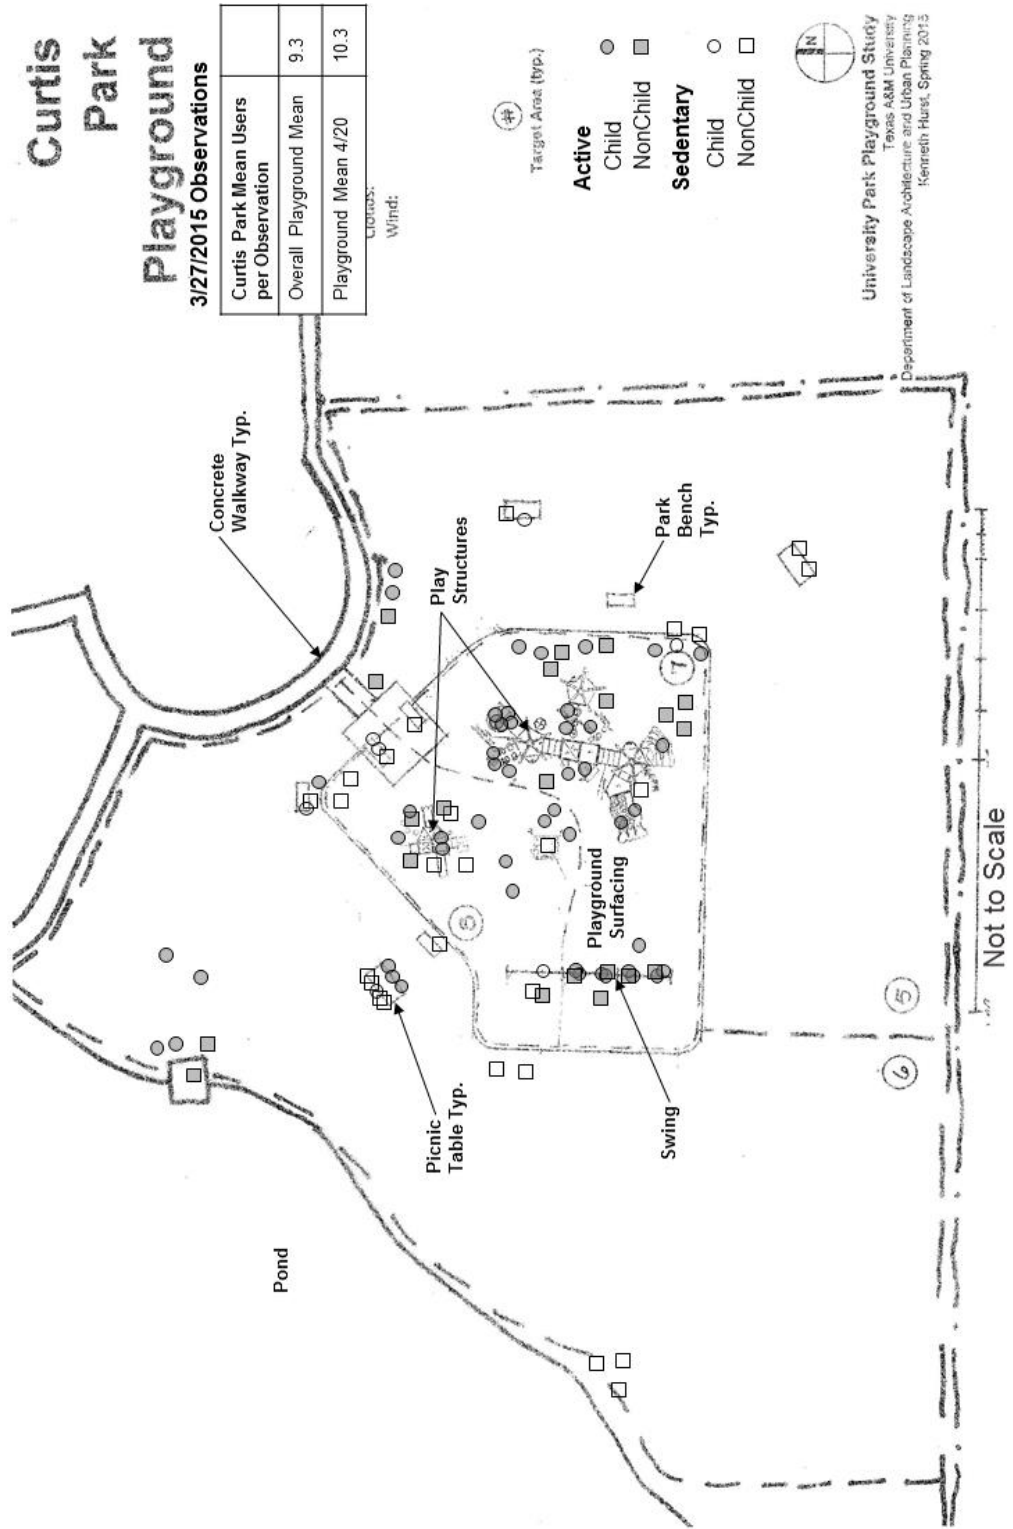 Curtis
Park
Playground
3/27/2015 Observations
Curtis Park Mean Users
per Observation
Overall Playground Mean 9.3
Playground Mean 4/20 10.3
Clouds:
Wind:
#
Target Area (typ.)
Active
Child
NonChild
Sedentary
Child
NonChild
N
University Park Playground Study
Texas A&M University
Department of Landscape Architecture and Urban Planning
Kenneth Hurst, Spring 2015
Concrete
Walkway Typ.
Play
Structures
Park
Bench
Typ.
7
8
Playground
Surfacing
Picnic
Table Typ.
Swing
Pond
5
6
Not to Scale